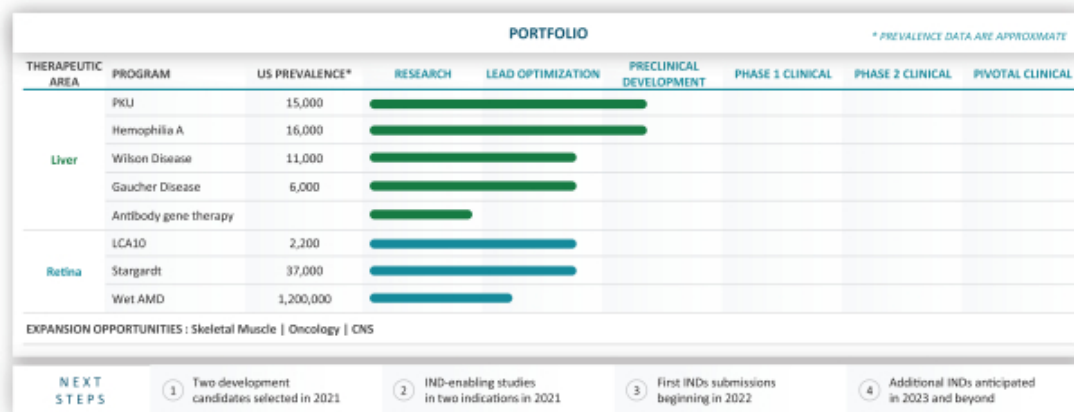 PORTFOLIO
* PREVALENCE DATA ARE APPROXIMATE
THERAPEUTIC AREA PROGRAM US PREVALENCE* RESEARCH LEAD OPTIMIZATION PRECLINICAL DEVELOPMENT PHASE 1 CLINICAL PHASE 2 CLINICAL PIVOTAL CLINICAL
PKU 15,000
Hemophilia A 16,000
Liver Wilson Disease 11,000
Gaucher Disease 6,000
Antibody gene therapy
LCA10 2,200
Retina Stargardt 37,000
Wet AMD 1,200,000
EXPANSION OPPORTUNITIES : Skeletal Muscle | Oncology | CNS
NEXT STEPS
1 Two development
candidates selected in 2021
2 IND-enabling studies
in two indications in 2021
3 First INDs submissions
beginning in 2022
4 Additional INDs anticipated
in 2023 and beyond